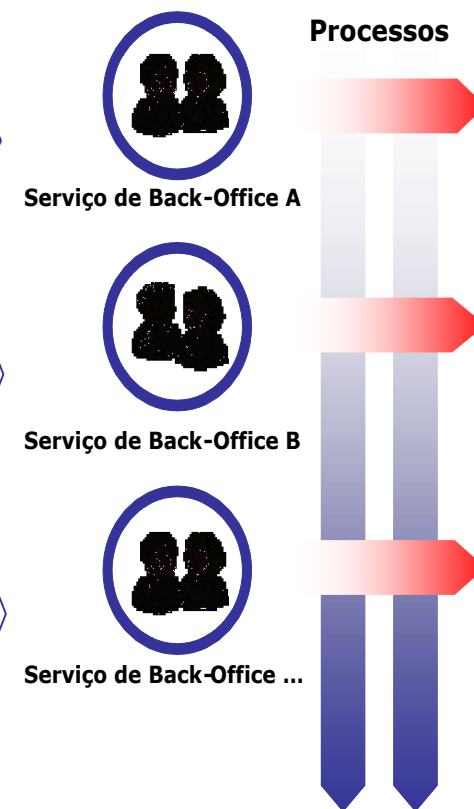 Processos
Serviço de Back-Office A
Serviço de Back-Office B
Serviço de Back-Office ...